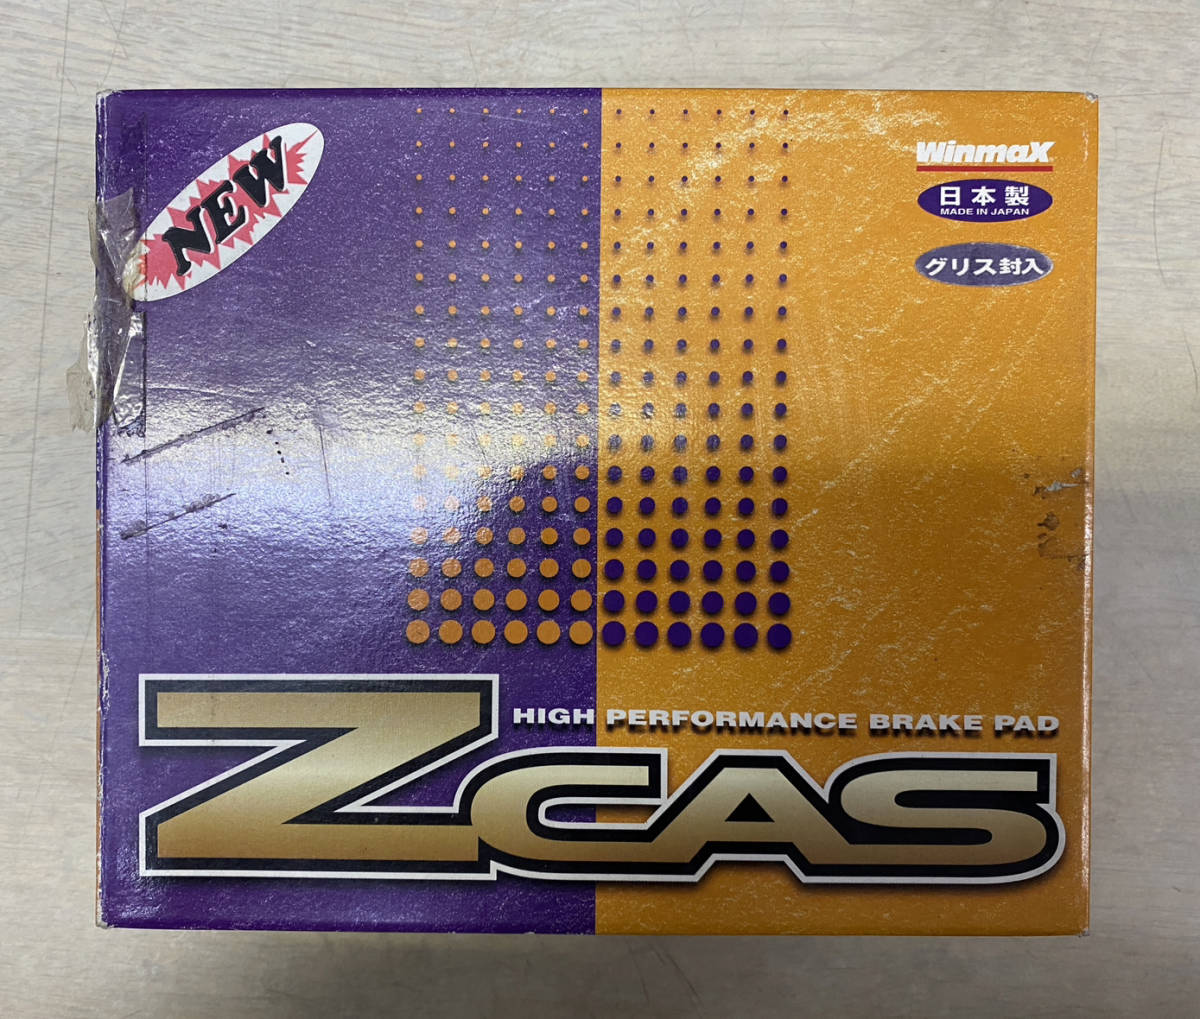 NEW
Winmax
日本製
MADE IN JAPAN
グリス封入
HIGH PERFORMANCE BRAKE PAD
ZCAS